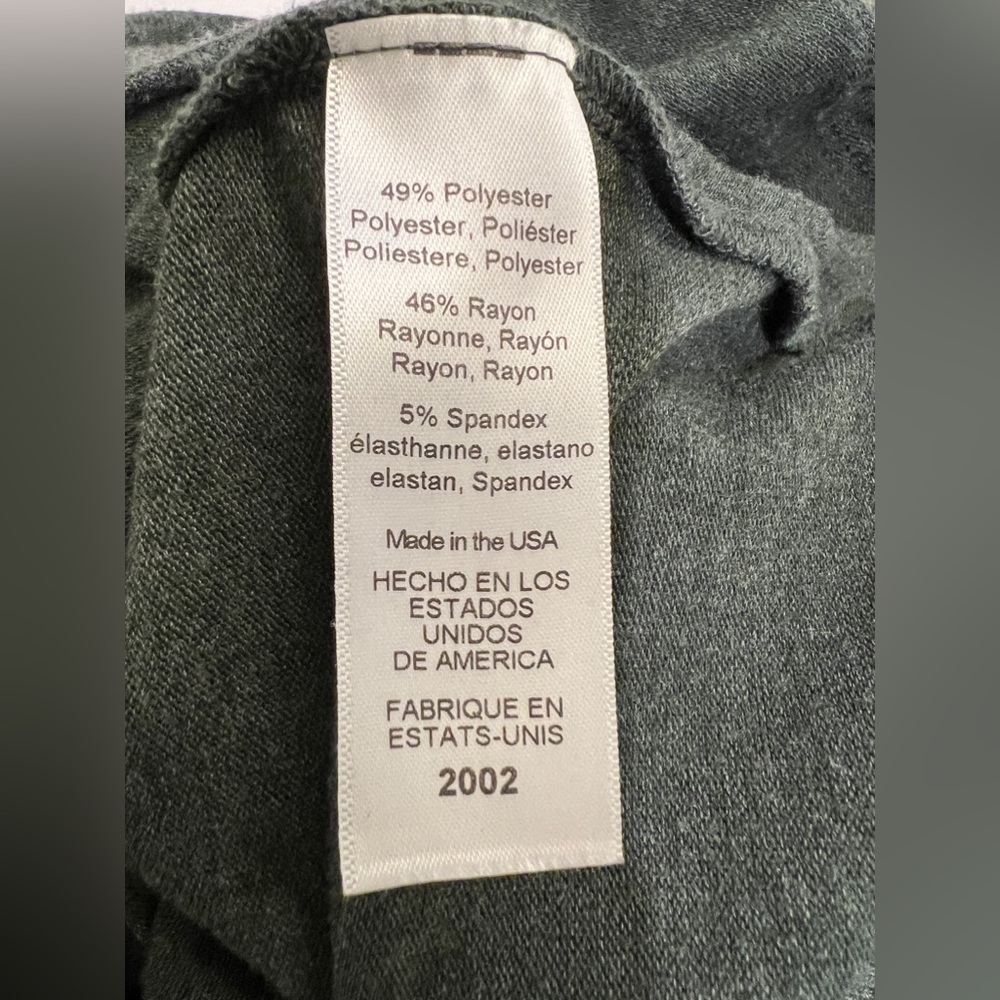 49% Polyester
Polyester, Poliéster
Poliestere, Polyester
46% Rayon
Rayonne, Rayón
Rayon, Rayon
5% Spandex
élasthanne, elastano
elastan, Spandex
Made in the USA
HECHO EN LOS
ESTADOS
UNIDOS
DE AMERICA
FABRIQUE EN
ESTATS-UNIS
2002